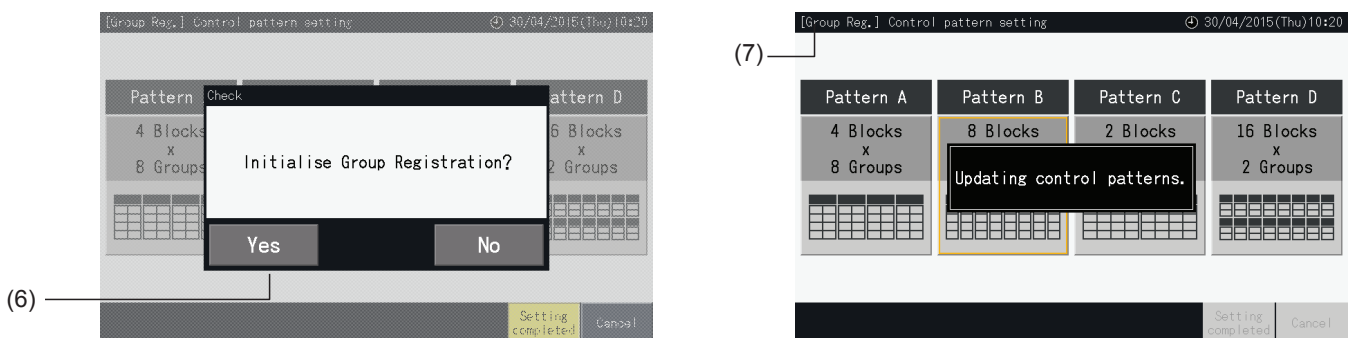 [Group Reg.] Control pattern setting
30/04/2015(Thu)10:20
Pattern
attern D
4 Blocks
x
8 Groups
6 Blocks
x
2 Groups
Check
Initialise Group Registration?
Yes
No
(6)
Setting
completed
Cancel
[Group Reg.] Control pattern setting
30/04/2015(Thu)10:20
(7)
Pattern A
Pattern B
Pattern C
Pattern D
4 Blocks
x
8 Groups
8 Blocks
2 Blocks
16 Blocks
x
2 Groups
Updating control patterns.
Setting
completed
Cancel